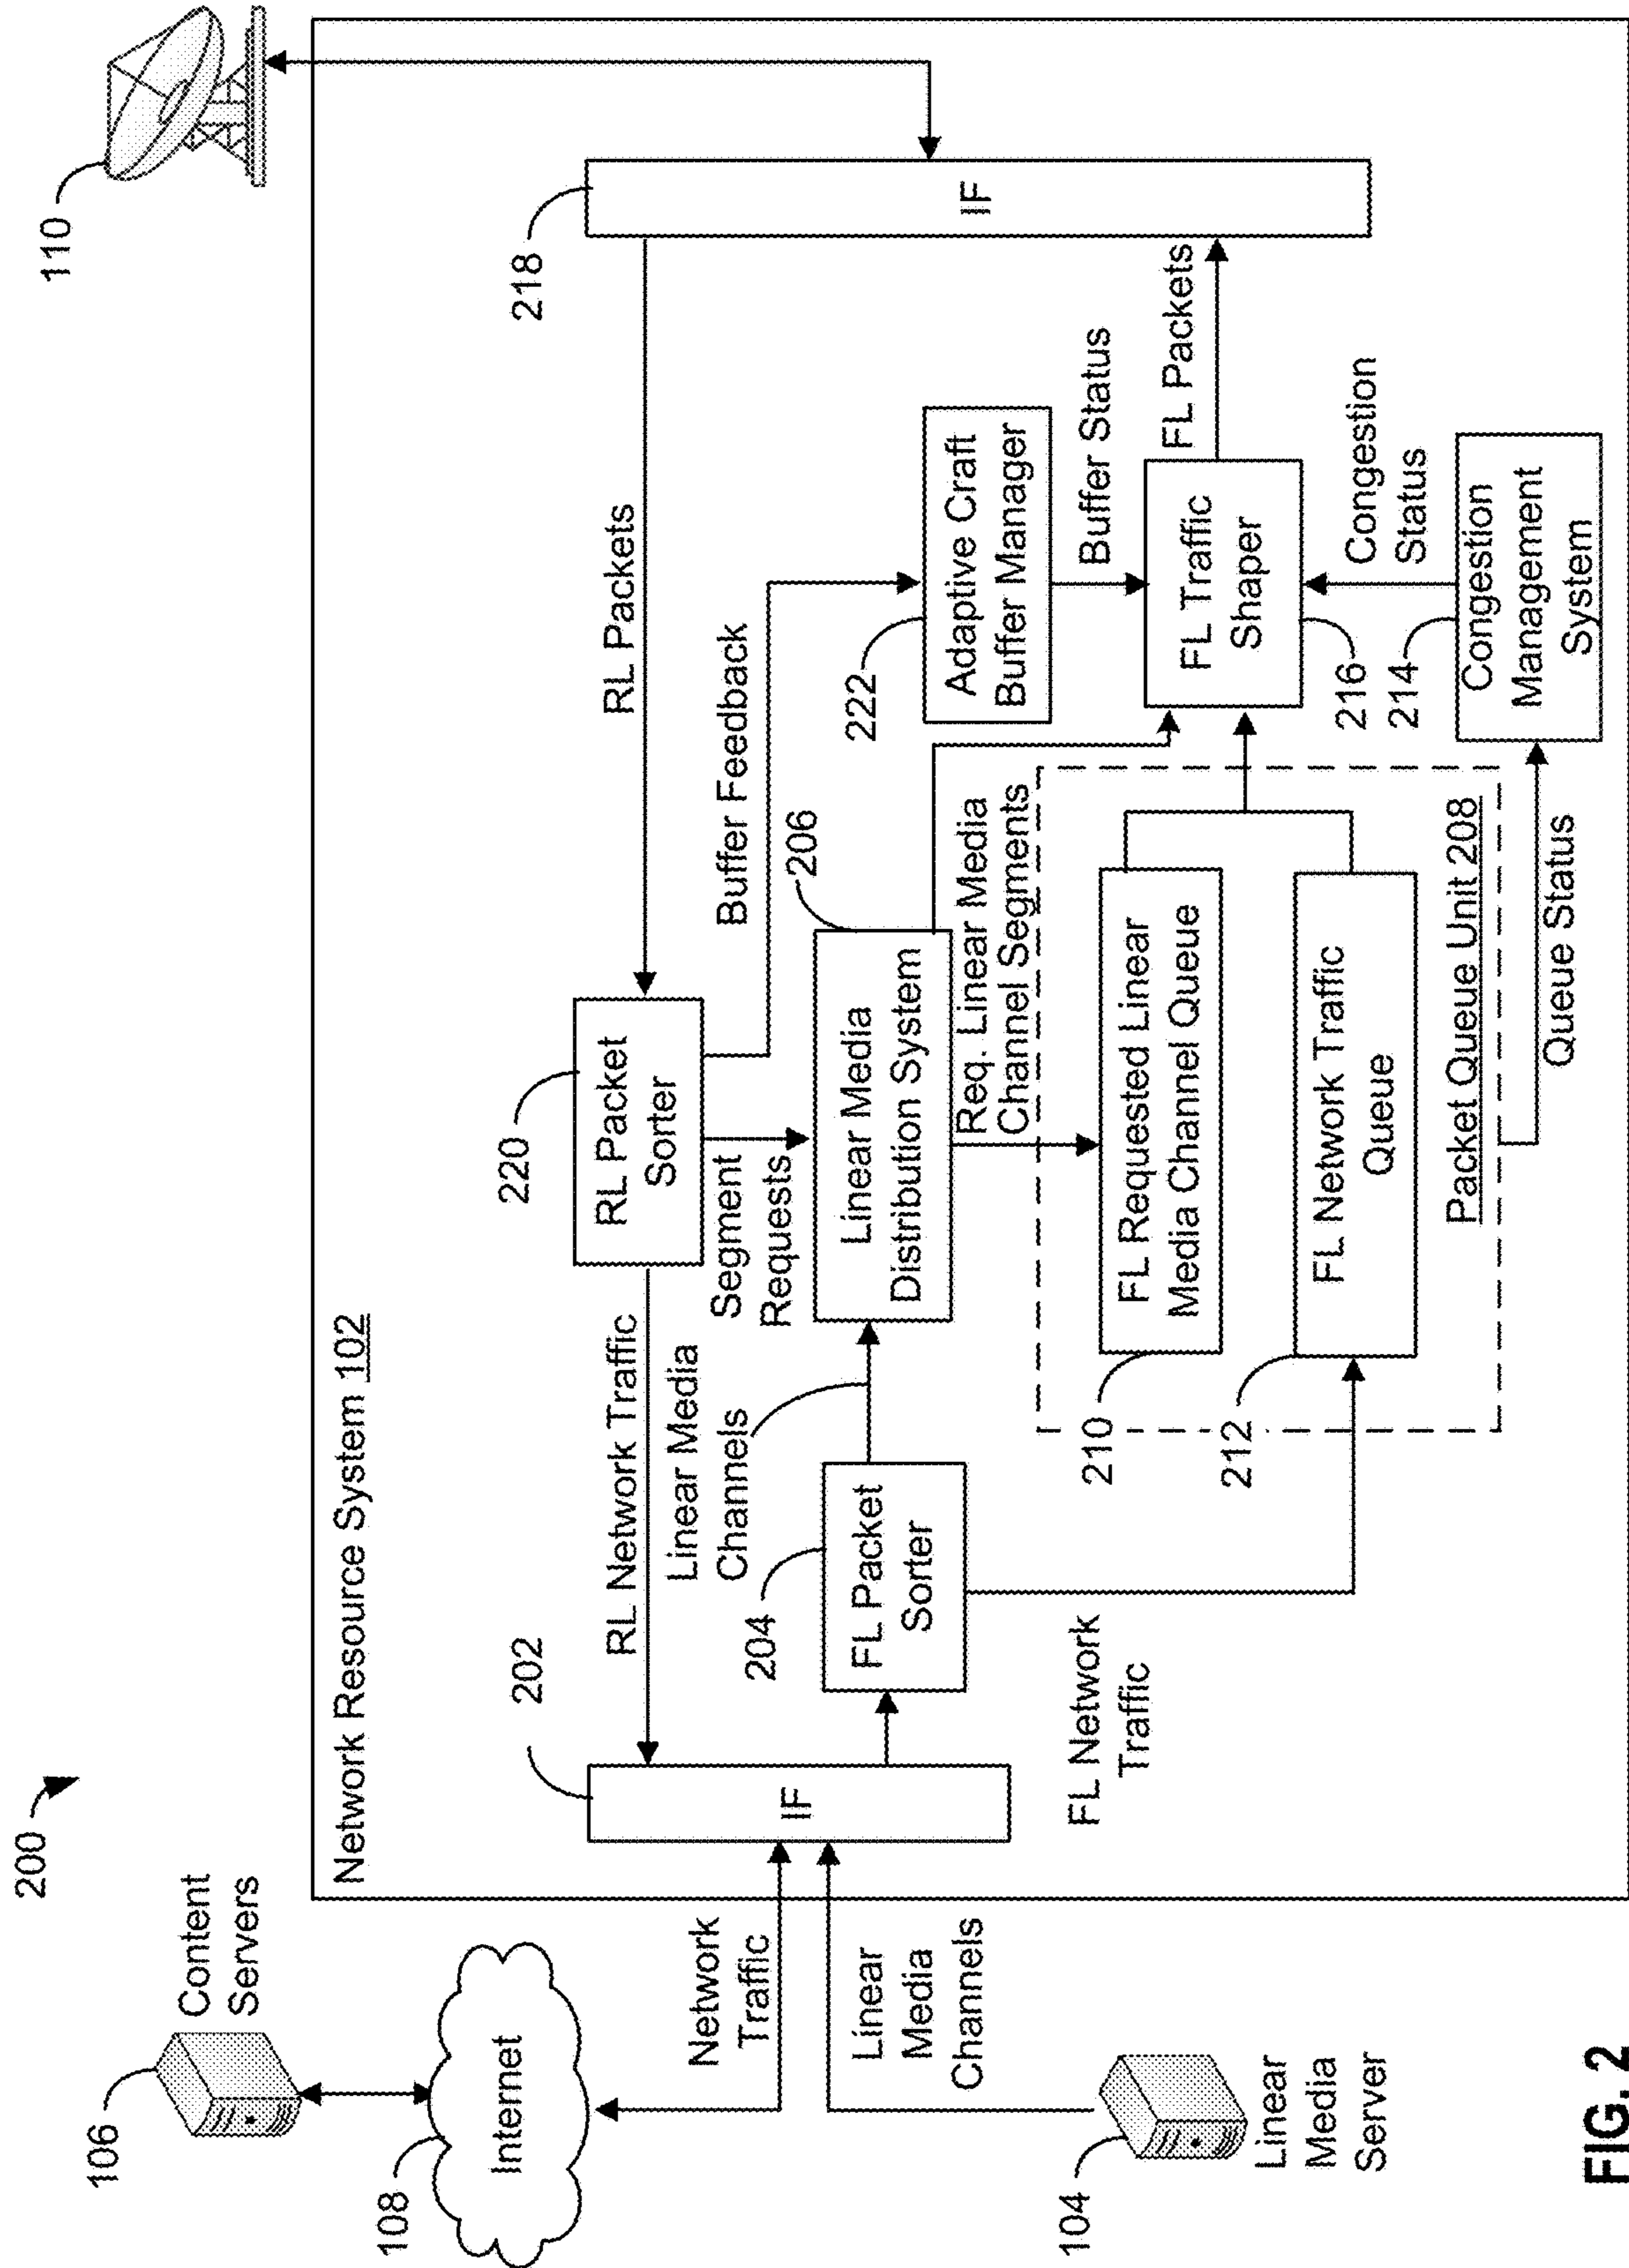 200
110
106
Content
Servers
108
Internet
Network
Traffic
Linear
Media
Channels
104
Linear
Media
Server
Network Resource System 102
202
IF
RL Network Traffic
Linear Media
Channels
204
FL Packet
Sorter
FL Network
Traffic
220
RL Packet
Sorter
Segment
Requests
RL Packets
Buffer Feedback
206
Linear Media
Distribution System
Req. Linear Media
Channel Segments
210
FL Requested Linear
Media Channel Queue
212
FL Network Traffic
Queue
Packet Queue Unit 208
Queue Status
222
Adaptive Craft
Buffer Manager
Buffer Status
FL Traffic
Shaper
216
FL Packets
Congestion
Status
214
Congestion
Management
System
218
IF
FIG. 2